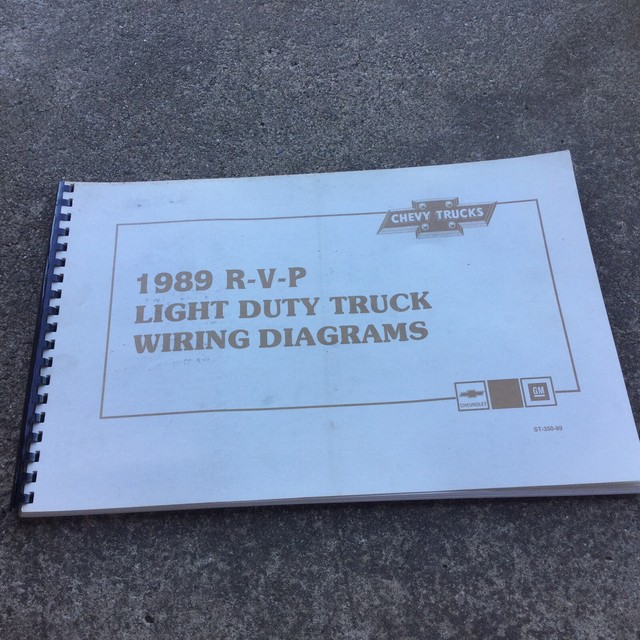 CHEVY TRUCKS
1989 R-V-P
LIGHT DUTY TRUCK
WIRING DIAGRAMS
CHEVROLET
GM
ST-350-89